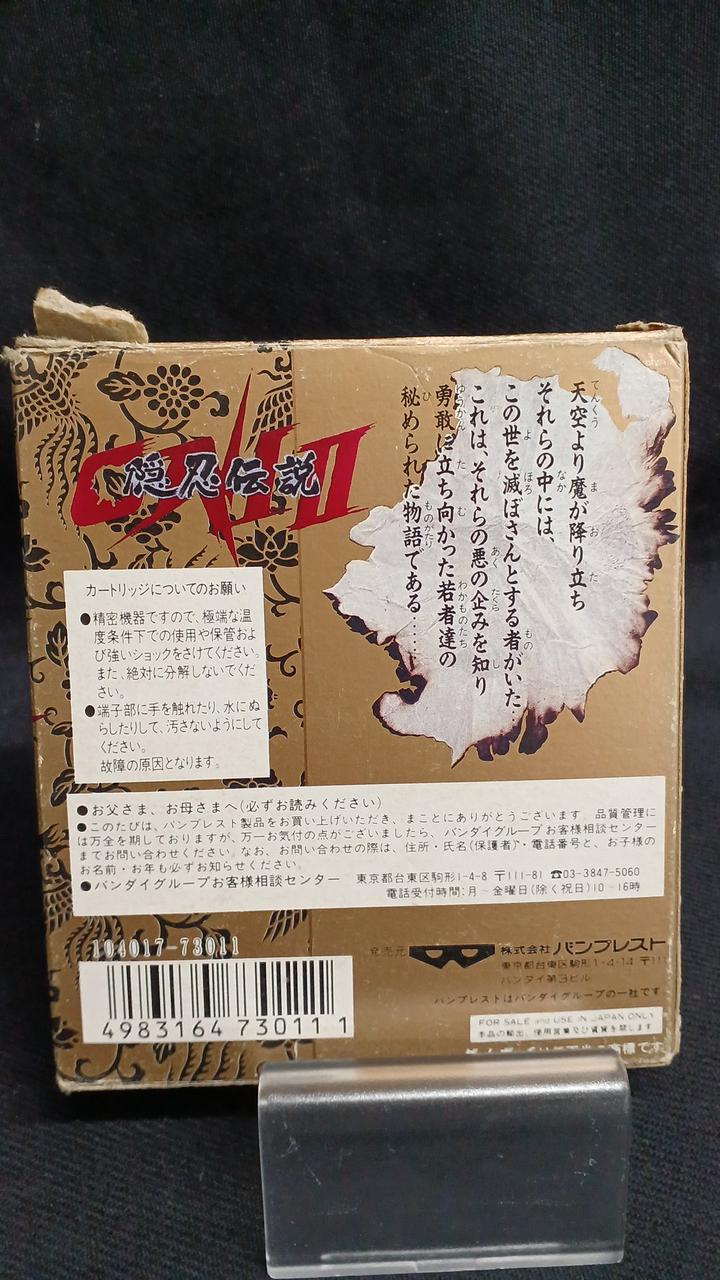 ONI II
隠忍伝説
天空より魔が降り立ち
それらの中には、
この世を滅ぼさんとする者がいた…
これは、それらの悪の企みを知り
勇敢に立ち向かった若者達の
秘められた物語である……
カートリッジについてのお願い
●精密機器ですので、極端な温
度条件下での使用や保管およ
び強いショックをさけてください。
また、絶対に分解しないでくだ
さい。
●端子部に手を触れたり、水にぬ
らしたりして、汚さないようにして
ください。
故障の原因となります。
●お父さま、お母さまへ(必ずお読みください)
●このたびは、バンプレスト製品をお買い上げいただき、まことにありがとうございます。品質管理に
は万全を期しておりますが、万一お気付の点がございましたら、バンダイグループお客様相談センター
までお問い合わせください。なお、お問い合わせの際は、住所・氏名(保護者)・電話番号と、お子様の
お名前・お年も必ずお知らせください。
●バンダイグループお客様相談センター 東京都台東区駒形1-4-8 〒111-81 ☎03-3847-5060
電話受付時間:月～金曜日(除く祝日)10～16時
104017-73011
4983164 730111
発売元 株式会社 バンプレスト
東京都台東区駒形1-4-14 〒11
バンダイ第3ビル
バンプレストはバンダイグループの一社です
FOR SALE and USE IN JAPAN ONLY
本品の輸出、使用営業及び賃貸を禁じます